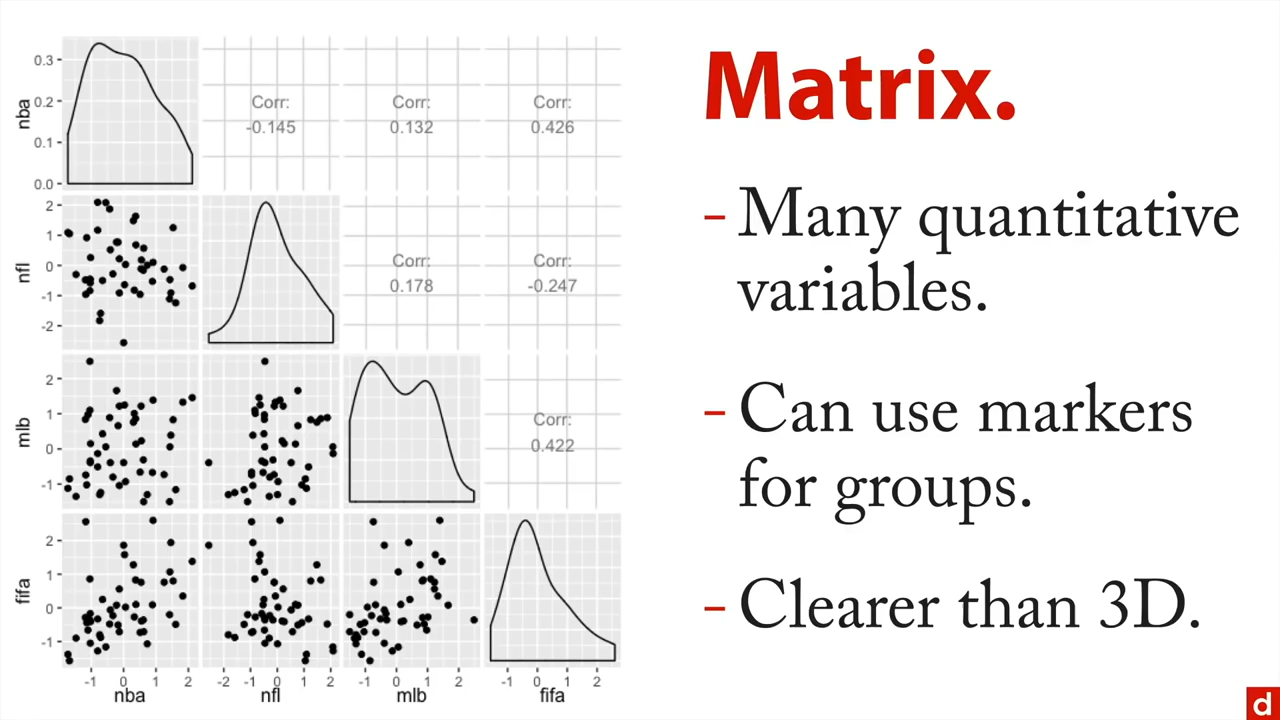 Matrix.
- Many quantitative
variables.
- Can use markers
for groups.
- Clearer than 3D.
nba
0.3
0.2
0.1
0.0
Corr:
-0.145
Corr:
0.132
Corr:
0.426
nfl
2
1
0
-1
-2
Corr:
0.178
Corr:
-0.247
mlb
2
1
0
-1
Corr:
0.422
fifa
2
1
0
-1
-1 0 1 2
nba
-2 -1 0 1 2
nfl
-1 0 1 2
mlb
-1 0 1 2
fifa
d